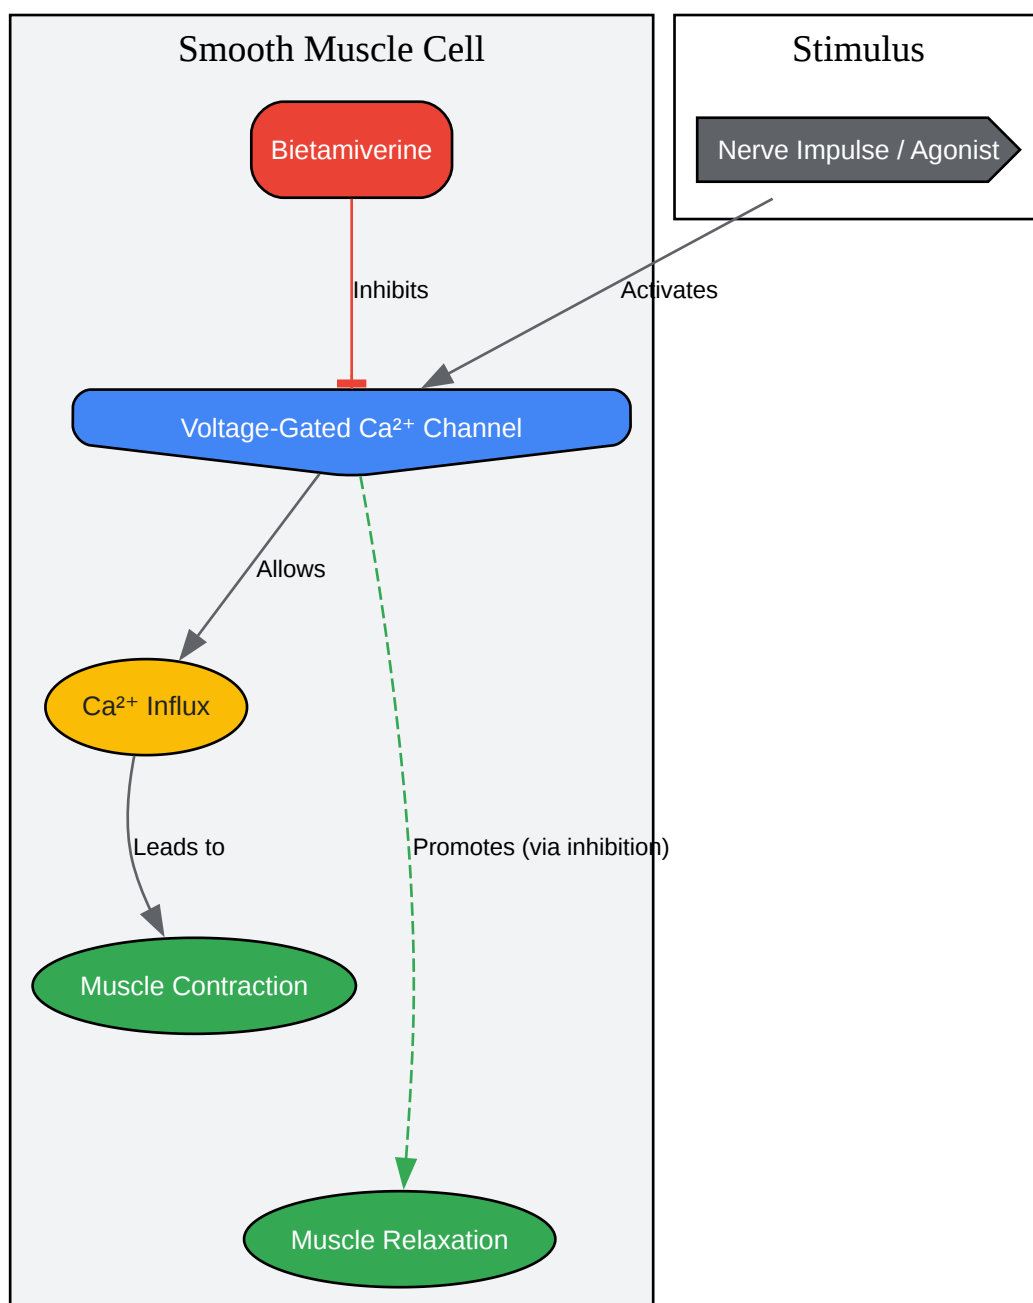 Smooth Muscle Cell
Stimulus
Bietamiverine
Nerve Impulse / Agonist
Inhibits
Activates
Voltage-Gated Ca²⁺ Channel
Allows
Ca²⁺ Influx
Leads to
Promotes (via inhibition)
Muscle Contraction
Muscle Relaxation